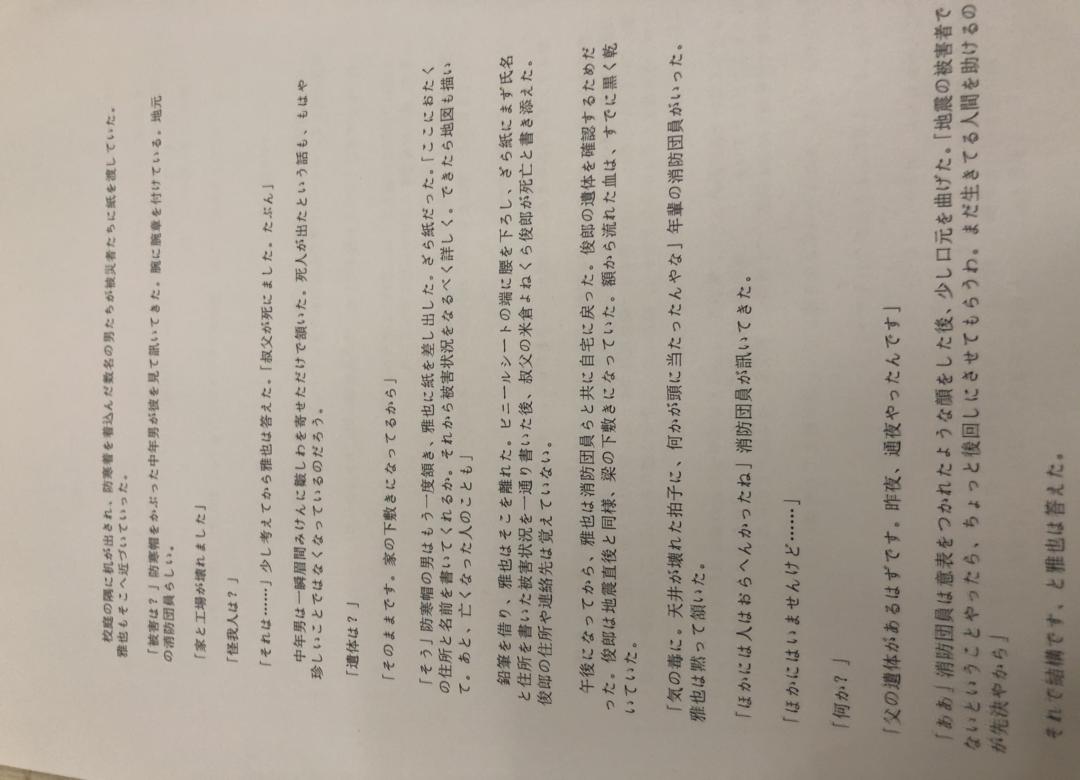 校庭の隅に机が出され、防寒着を着込んだ数名の男たちが被災者たちに紙を渡していた。
雅也もそこへ近づいていった。
「被害は？」防寒帽をかぶった中年男が彼を見て訊いてきた。腕に腕章を付けている。地元
の消防団員らしい。
「家と工場が壊れました」
「怪我人は？」
「それは………」少し考えてから雅也は答えた。「叔父が死にました。たぶん」
中年男は一瞬眉間みけんに皺しわを寄せただけで頷いた。死人が出たという話も、もはや
珍しいことではなくなっているのだろう。
「遺体は？」
「そのままです。家の下敷きになってるから」
「そう」防寒帽の男はもう一度頷き、雅也に紙を差し出した。ざら紙だった。「ここにおたく
の住所と名前を書いてくれるか。それから被害状況をなるべく詳しく。できたら地図も描い
て。あと、亡くなった人のことも」
鉛筆を借り、雅也はそこを離れた。ビニールシートの端に腰を下ろし、ざら紙にまず氏名
と住所を書いた被害状況を一通り書いた後、叔父の米倉よねくら俊郎が死亡と書き添えた。
俊郎の住所や連絡先は覚えていない。
午後になってから、雅也は消防団員らと共に自宅に戻った。俊郎の遺体を確認するためだ
った。俊郎は地震直後と同様、梁の下敷きになっていた。額から流れた血は、すでに黒く乾
いていた。
「気の毒に。天井が壊れた拍子に、何かが頭に当たったんやな」年輩の消防団員がいった。
雅也は黙って頷いた。
「ほかには人はおらへんかったね」消防団員が訊いてきた。
「ほかにはいませんけど……」
「何か？」
「父の遺体があるはずです。昨夜、通夜やったんです」
「ああ」消防団員は意表をつかれたような顔をした後、少し口元を曲げた。「地震の被害者で
ないということやったら、ちょっと後回しにさせてもらうわ。まだ生きてる人間を助けるの
が先決やから」
それで結構です、と雅也は答えた。